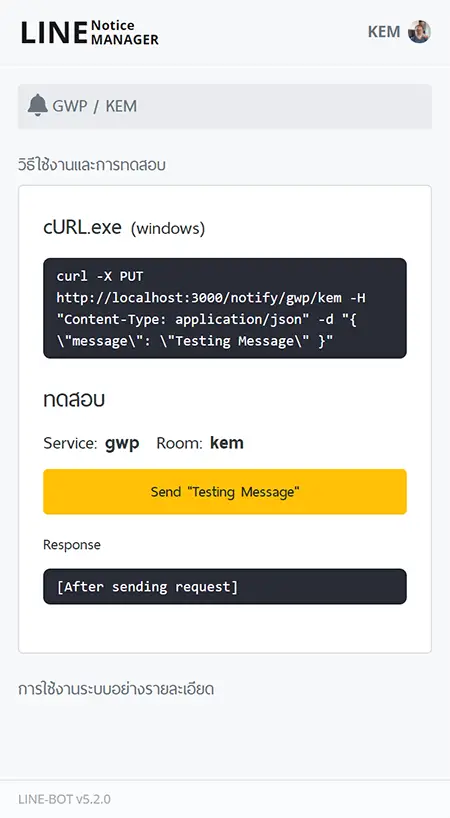 LINE Notice MANAGER
KEM
GWP / KEM
วิธีใช้งานและการทดสอบ
cURL.exe (windows)
curl -X PUT
http://localhost:3000/notify/gwp/kem -H
"Content-Type: application/json" -d "{
\"message\": \"Testing Message\" }"
ทดสอบ
Service: gwp Room: kem
Send "Testing Message"
Response
[After sending request]
การใช้งานระบบอย่างรายละเอียด
LINE-BOT v5.2.0